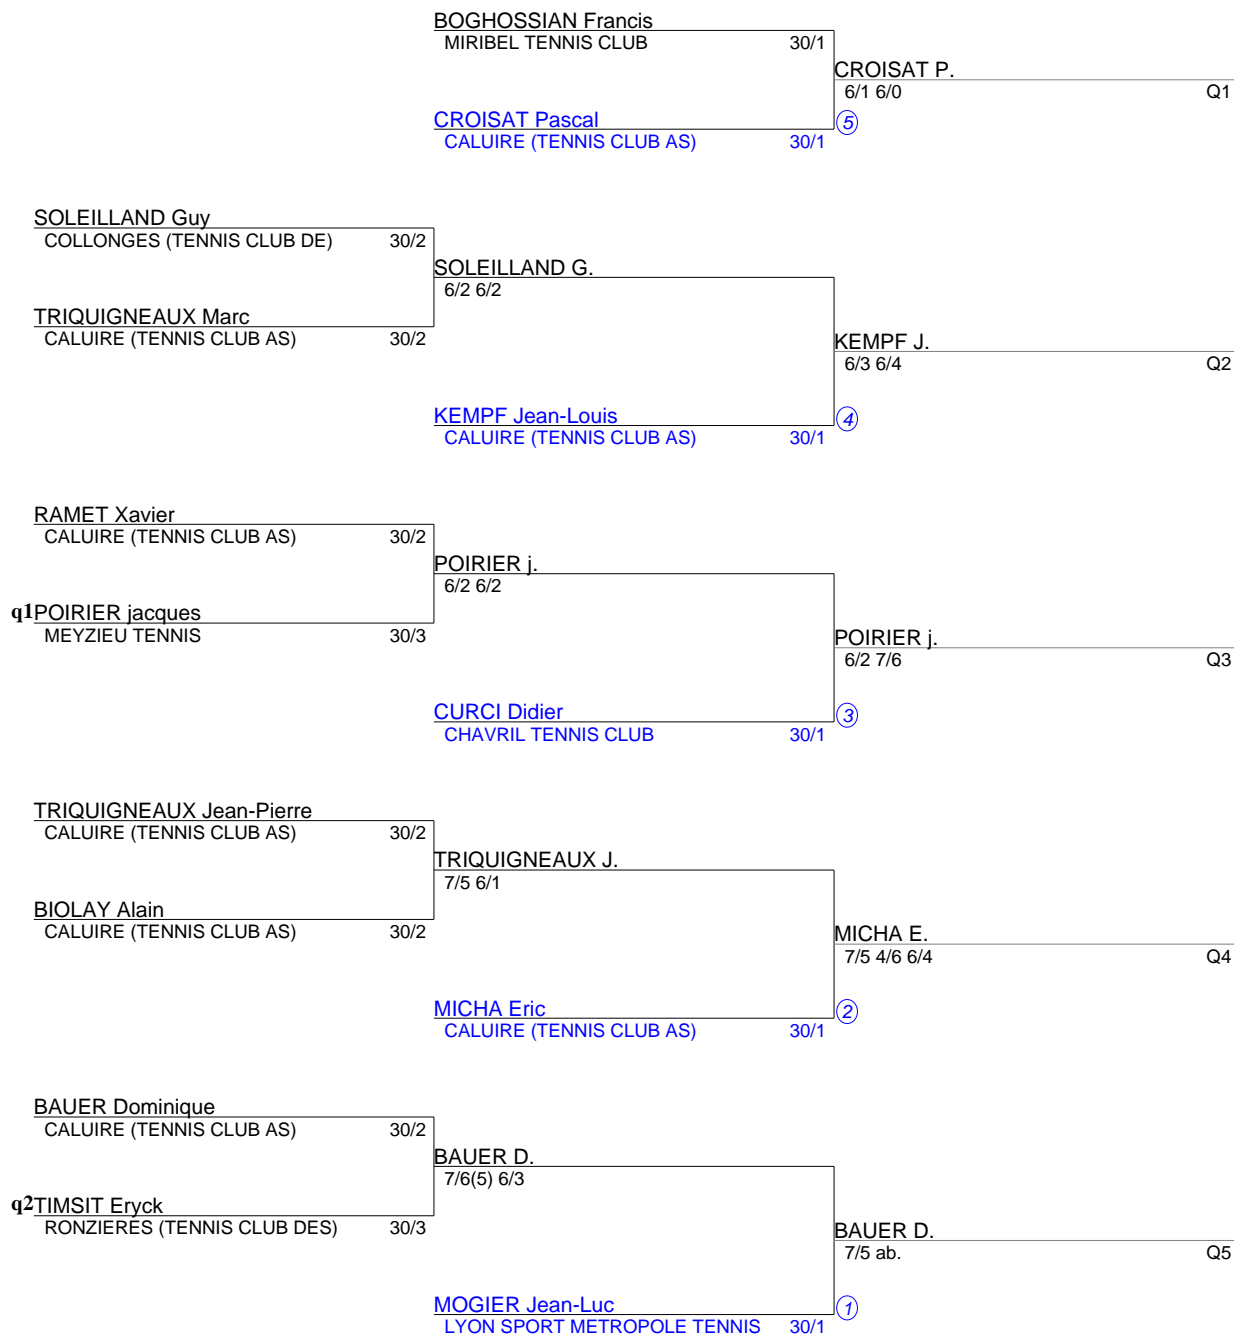 BOGHOSSIAN Francis
MIRIBEL TENNIS CLUB 30/1
CROISAT P.
6/1 6/0 Q1
CROISAT Pascal 5
CALUIRE (TENNIS CLUB AS) 30/1
SOLEILLAND Guy
COLLONGES (TENNIS CLUB DE) 30/2
SOLEILLAND G.
6/2 6/2
TRIQUIGNEAUX Marc
CALUIRE (TENNIS CLUB AS) 30/2
KEMPF J.
6/3 6/4 Q2
KEMPF Jean-Louis 4
CALUIRE (TENNIS CLUB AS) 30/1
RAMET Xavier
CALUIRE (TENNIS CLUB AS) 30/2
POIRIER j.
6/2 6/2
q1 POIRIER jacques
MEYZIEU TENNIS 30/3
POIRIER j.
6/2 7/6 Q3
CURCI Didier 3
CHAVRIL TENNIS CLUB 30/1
TRIQUIGNEAUX Jean-Pierre
CALUIRE (TENNIS CLUB AS) 30/2
TRIQUIGNEAUX J.
7/5 6/1
BIOLAY Alain
CALUIRE (TENNIS CLUB AS) 30/2
MICHA E.
7/5 4/6 6/4 Q4
MICHA Eric 2
CALUIRE (TENNIS CLUB AS) 30/1
BAUER Dominique
CALUIRE (TENNIS CLUB AS) 30/2
BAUER D.
7/6(5) 6/3
q2 TIMSIT Eryck
RONZIERES (TENNIS CLUB DES) 30/3
BAUER D.
7/5 ab. Q5
MOGIER Jean-Luc 1
LYON SPORT METROPOLE TENNIS 30/1